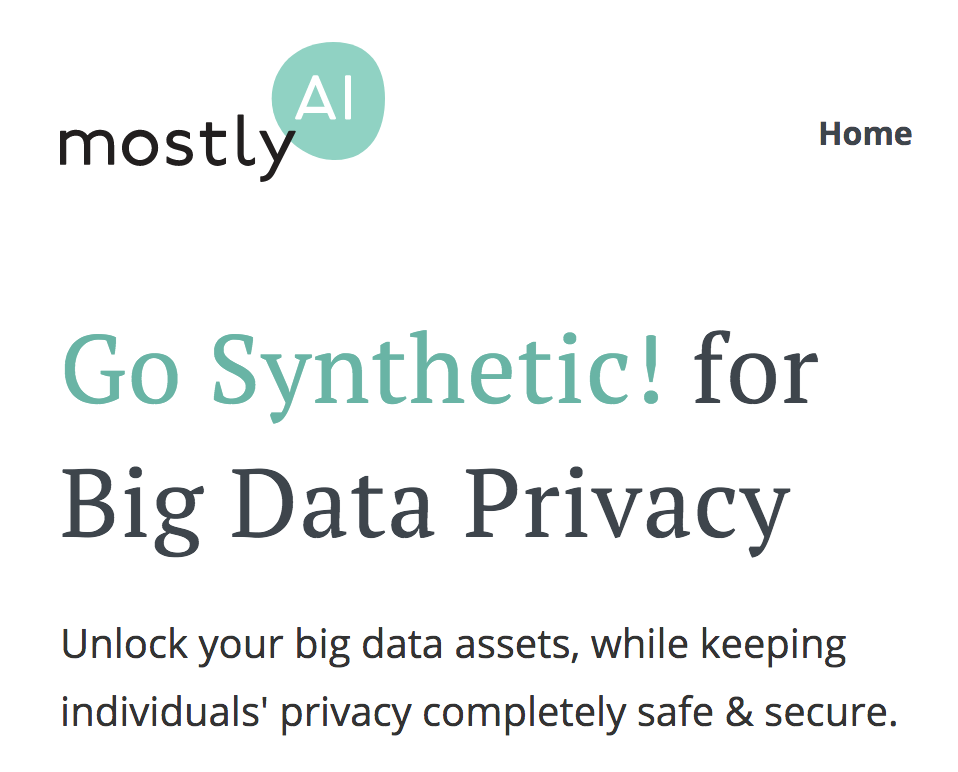 mostly AI
Home
Go Synthetic! for
Big Data Privacy
Unlock your big data assets, while keeping
individuals' privacy completely safe & secure.